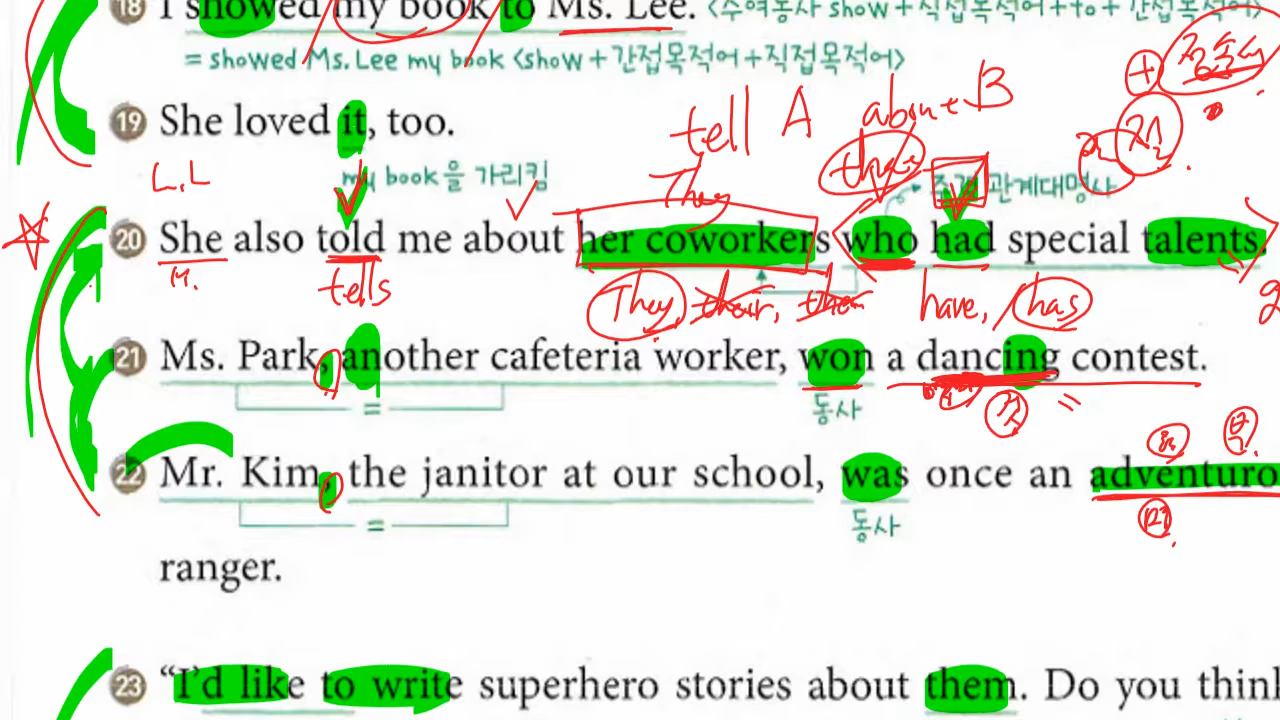 18 I showed my book to Ms. Lee. <수여동사 show + 직접목적어 + to + 간접목적어>
= showed Ms. Lee my book <show + 간접목적어 + 직접목적어>
19 She loved it, too.
tell A about B
my book을 가리킴
L.L
They
that
주격 관계대명사
20 She also told me about her coworkers who had special talents.
tells
They, their, them
have, has
21 Ms. Park, another cafeteria worker, won a dancing contest.
=
동사
22 Mr. Kim, the janitor at our school, was once an adventuro
=
동사
ranger.
23 “I’d like to write superhero stories about them. Do you think